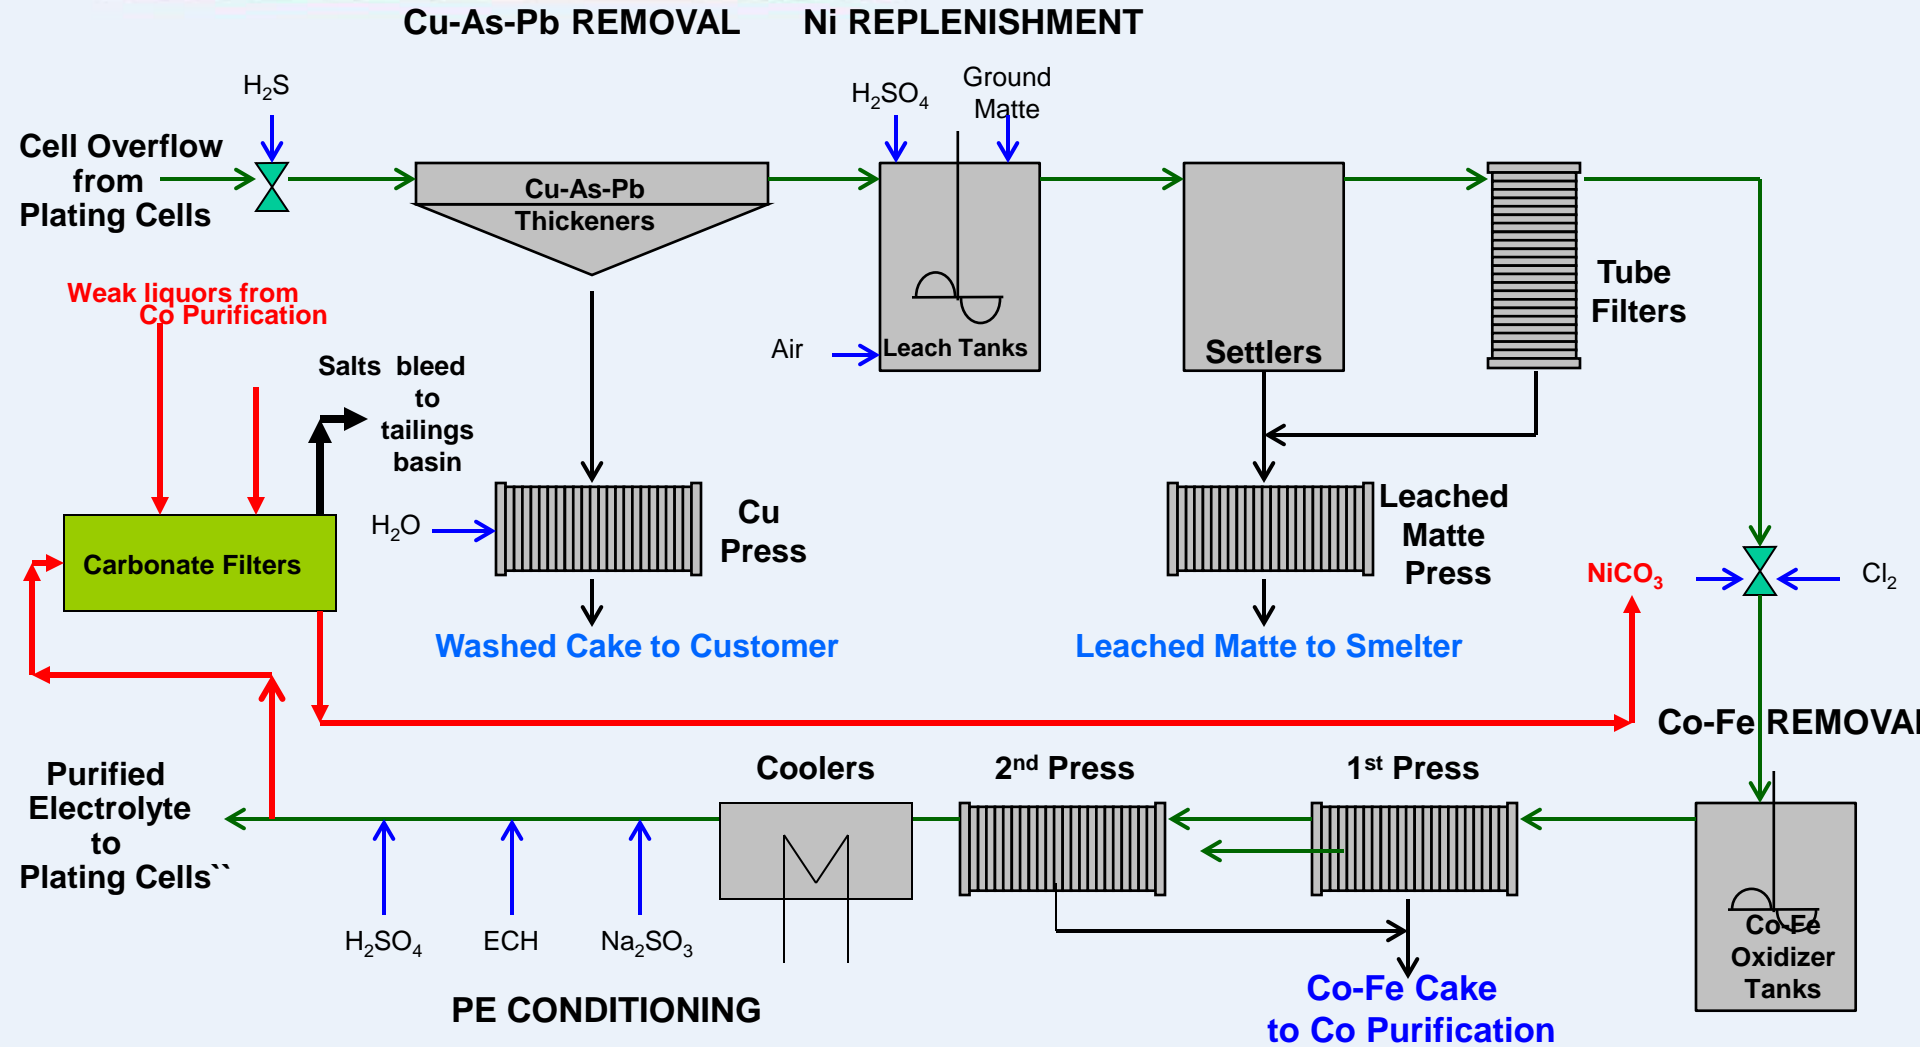 Cu-As-Pb REMOVAL
Ni REPLENISHMENT
H₂S
H₂SO₄
Ground
Matte
Cell Overflow
from
Plating Cells
Cu-As-Pb
Thickeners
Tube
Filters
Weak liquors from
Co Purification
Air
Leach Tanks
Settlers
Salts bleed
to
tailings
basin
H₂O
Cu
Press
Leached
Matte
Press
Carbonate Filters
NiCO₃
Cl₂
Washed Cake to Customer
Leached Matte to Smelter
Co-Fe REMOVAL
Purified
Electrolyte
to
Plating Cells``
Coolers
2nd Press
1st Press
H₂SO₄
ECH
Na₂SO₃
Co-Fe
Oxidizer
Tanks
PE CONDITIONING
Co-Fe Cake
to Co Purification